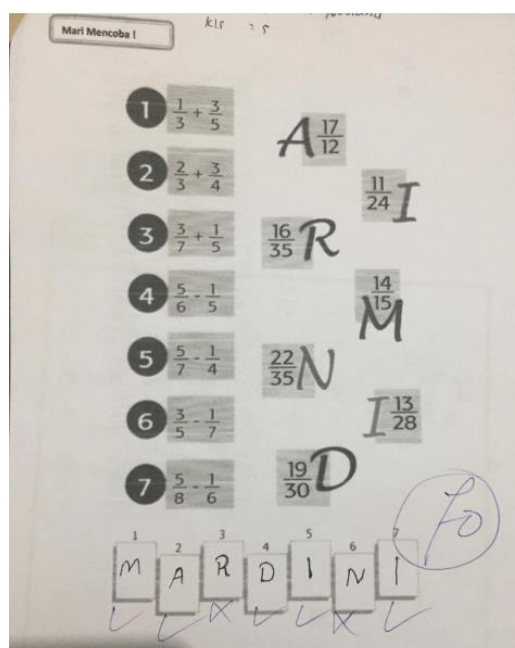 Mari Mencoba !
kls = 5
1 1/3 + 3/5
A 17/12
2 2/3 + 3/4
11/24 I
3 3/7 + 1/5
16/35 R
4 5/6 - 1/5
14/15 M
5 5/7 - 1/4
22/35 N
6 3/5 - 1/7
I 13/28
7 5/8 - 1/6
19/30 D
70
1 2 3 4 5 6 7
M A R D I N I